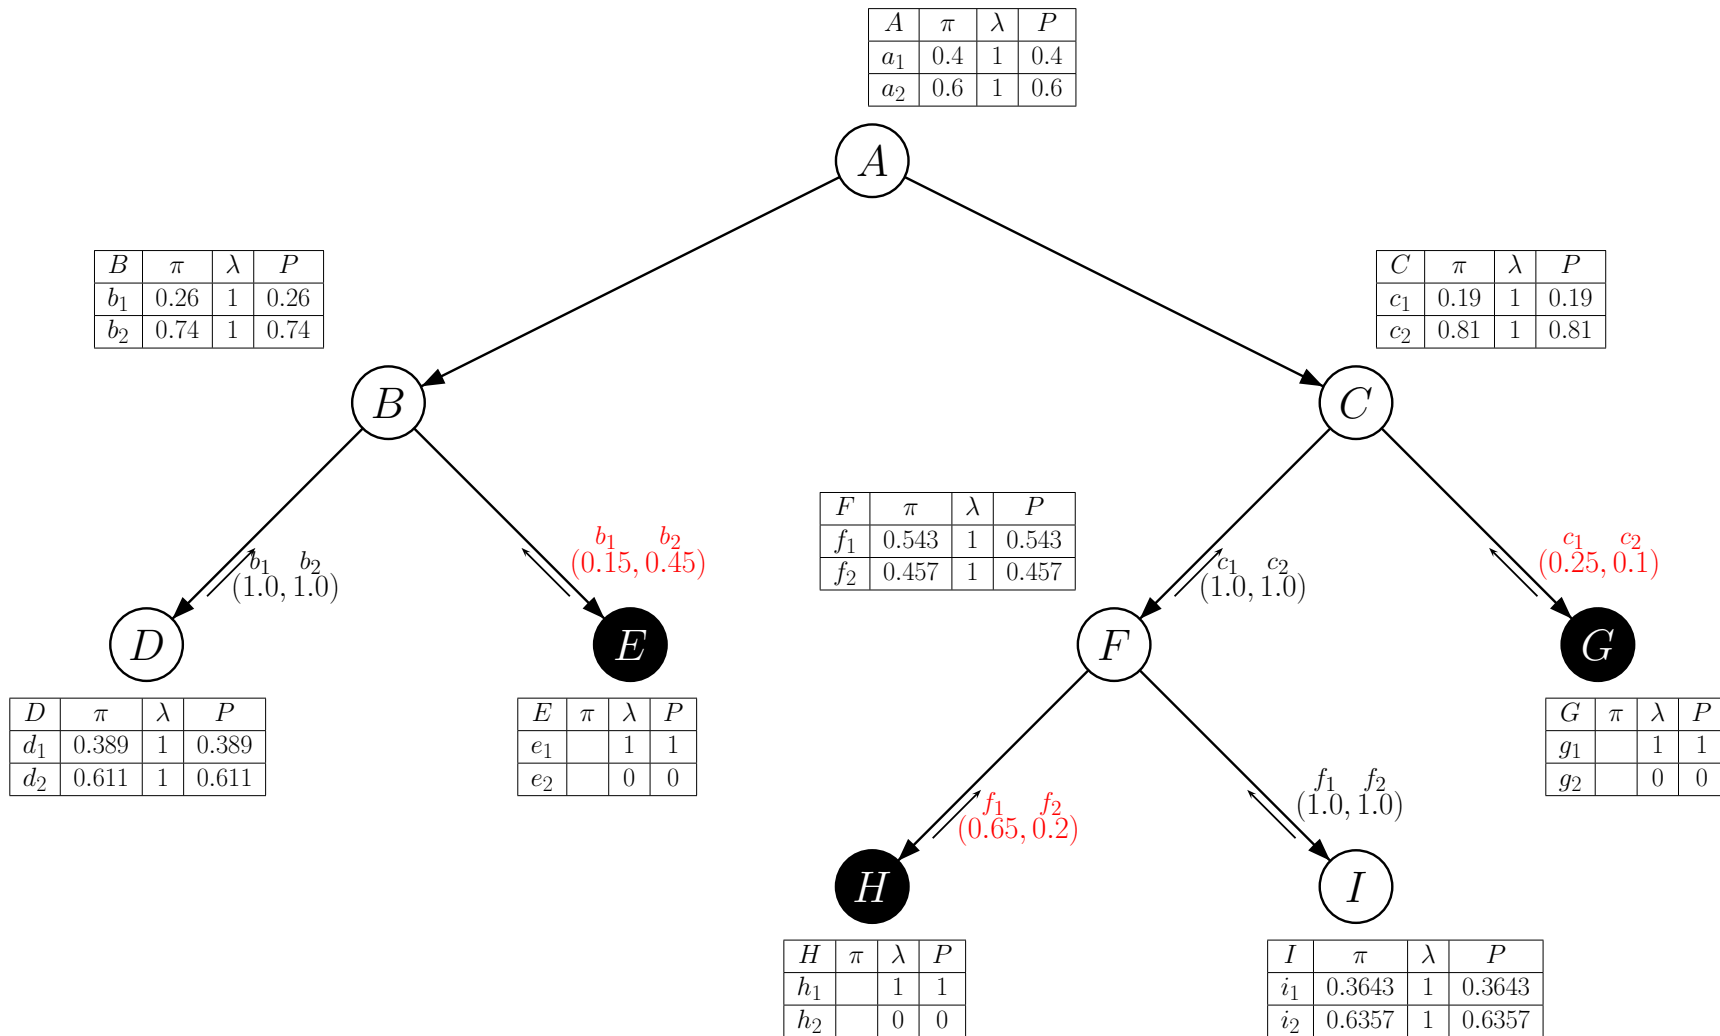 A π λ P
a₁ 0.4 1 0.4
a₂ 0.6 1 0.6
A
B π λ P
b₁ 0.26 1 0.26
b₂ 0.74 1 0.74
C π λ P
c₁ 0.19 1 0.19
c₂ 0.81 1 0.81
B
C
F π λ P
f₁ 0.543 1 0.543
f₂ 0.457 1 0.457
b₁ b₂
(1.0, 1.0)
b₁ b₂
(0.15, 0.45)
c₁ c₂
(1.0, 1.0)
c₁ c₂
(0.25, 0.1)
D
E
F
G
D π λ P
d₁ 0.389 1 0.389
d₂ 0.611 1 0.611
E π λ P
e₁ 1 1
e₂ 0 0
G π λ P
g₁ 1 1
g₂ 0 0
f₁ f₂
(0.65, 0.2)
f₁ f₂
(1.0, 1.0)
H
I
H π λ P
h₁ 1 1
h₂ 0 0
I π λ P
i₁ 0.3643 1 0.3643
i₂ 0.6357 1 0.6357